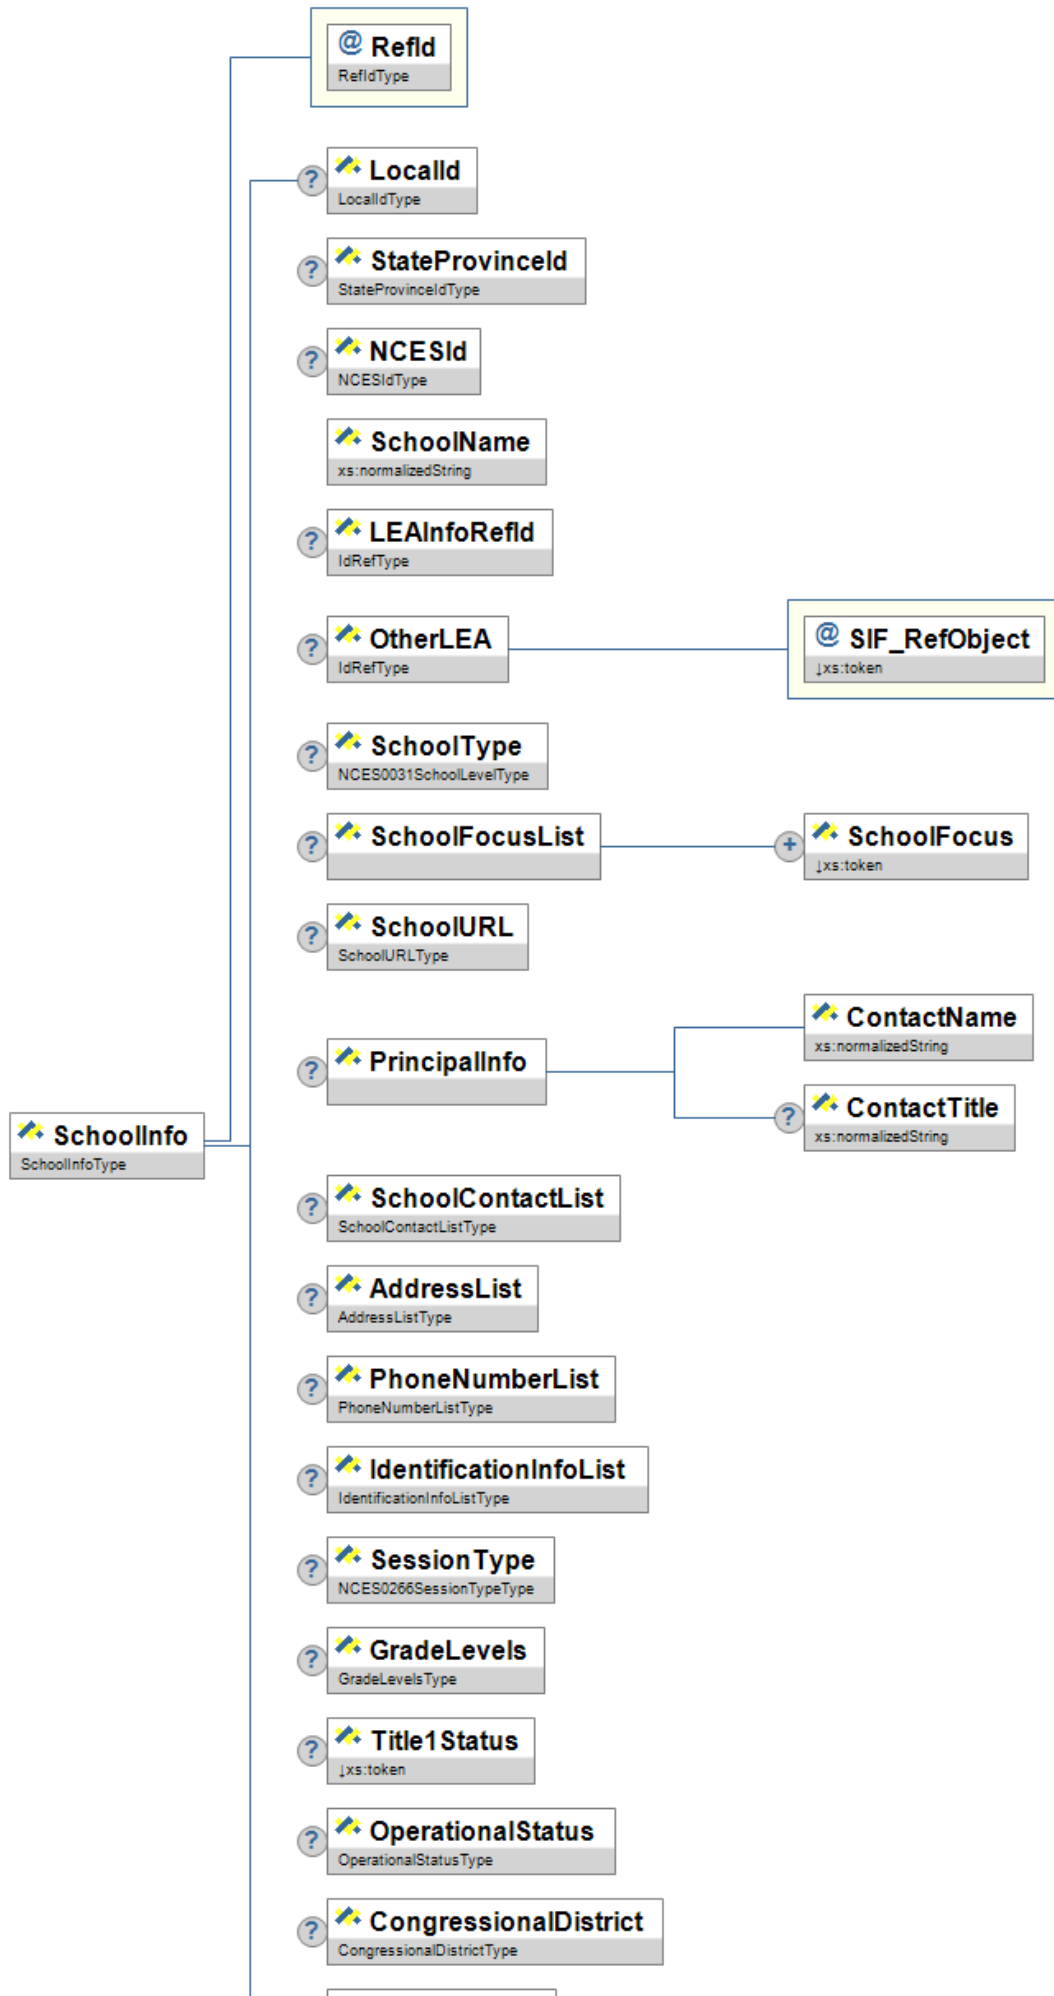 @ RefId
RefIdType
? LocalId
LocalIdType
? StateProvinceId
StateProvinceIdType
? NCESId
NCESIdType
SchoolName
xs:normalizedString
? LEAInfoRefId
IdRefType
? OtherLEA
IdRefType
@ SIF_RefObject
↓xs:token
? SchoolType
NCES0031SchoolLevelType
? SchoolFocusList
+ SchoolFocus
↓xs:token
? SchoolURL
SchoolURLType
? PrincipalInfo
ContactName
xs:normalizedString
? ContactTitle
xs:normalizedString
SchoolInfo
SchoolInfoType
? SchoolContactList
SchoolContactListType
? AddressList
AddressListType
? PhoneNumberList
PhoneNumberListType
? IdentificationInfoList
IdentificationInfoListType
? SessionType
NCES0266SessionTypeType
? GradeLevels
GradeLevelsType
? Title1Status
↓xs:token
? OperationalStatus
OperationalStatusType
? CongressionalDistrict
CongressionalDistrictType